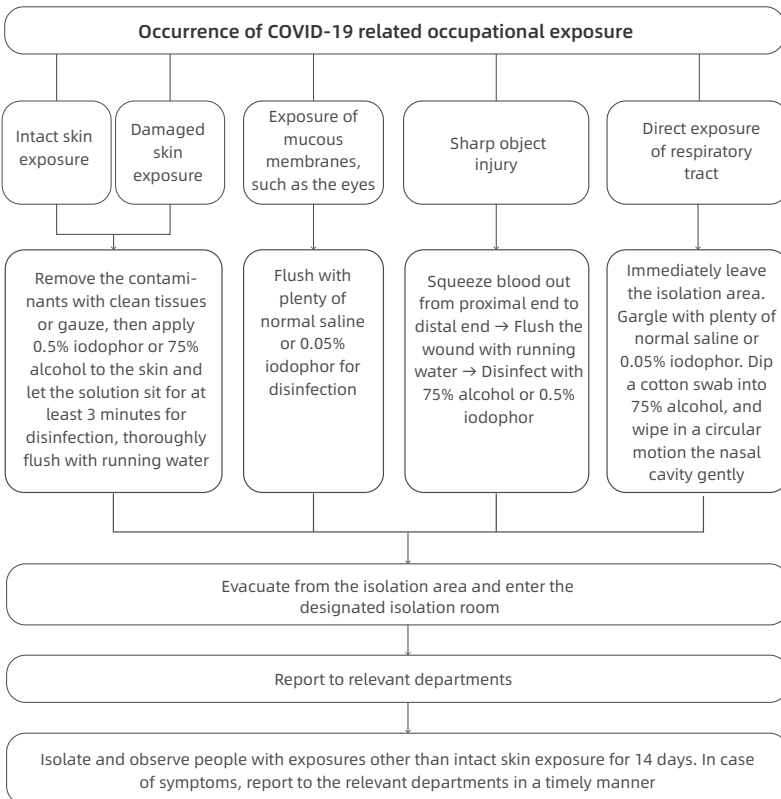 Occurrence of COVID-19 related occupational exposure
Intact skin
exposure
Damaged
skin
exposure
Exposure of
mucous
membranes,
such as the eyes
Sharp object
injury
Direct exposure
of respiratory
tract
Remove the contami-
nants with clean tissues
or gauze, then apply
0.5% iodophor or 75%
alcohol to the skin and
let the solution sit for at
least 3 minutes for
disinfection, thoroughly
flush with running water
Flush with
plenty of
normal saline
or 0.05%
iodophor for
disinfection
Squeeze blood out
from proximal end to
distal end → Flush the
wound with running
water → Disinfect with
75% alcohol or 0.5%
iodophor
Immediately leave
the isolation area.
Gargle with plenty of
normal saline or
0.05% iodophor. Dip
a cotton swab into
75% alcohol, and
wipe in a circular
motion the nasal
cavity gently
Evacuate from the isolation area and enter the
designated isolation room
Report to relevant departments
Isolate and observe people with exposures other than intact skin exposure for 14 days. In case
of symptoms, report to the relevant departments in a timely manner